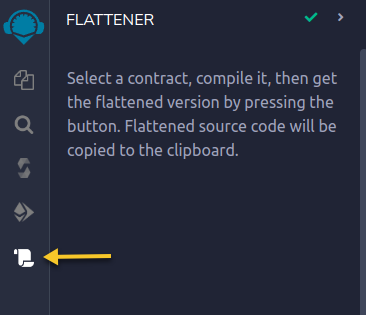 FLATTENER
Select a contract, compile it, then get
the flattened version by pressing the
button. Flattened source code will be
copied to the clipboard.